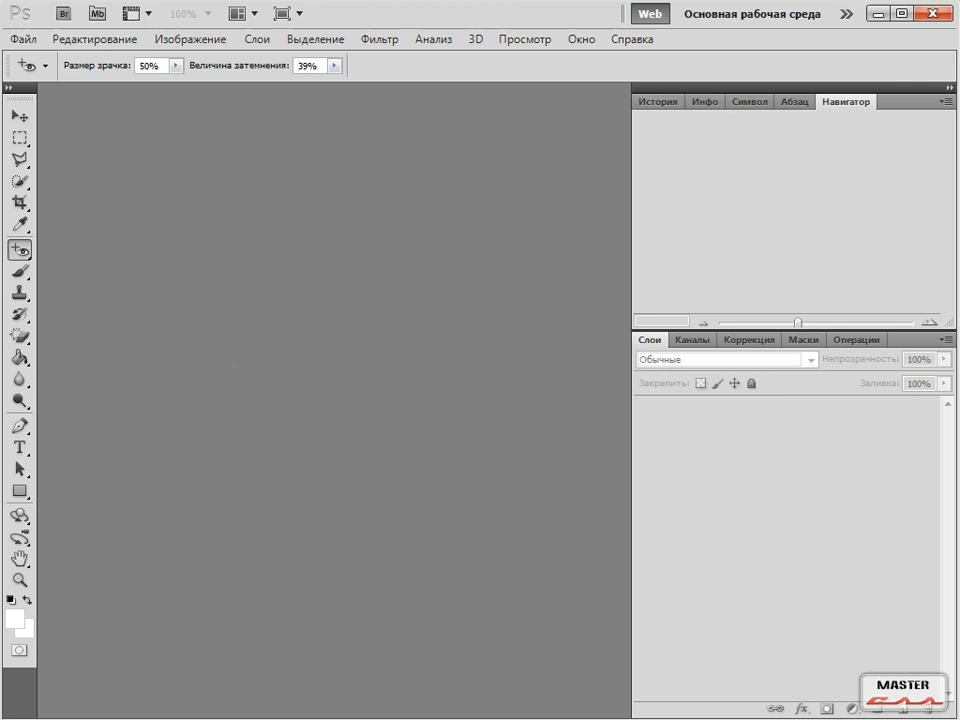 Ps Br Mb 100% Web Основная рабочая среда
Файл Редактирование Изображение Слои Выделение Фильтр Анализ 3D Просмотр Окно Справка
Размер зрачка: 50% Величина затемнения: 39%
История Инфо Символ Абзац Навигатор
Слои Каналы Коррекция Маски Операции
Обычные Непрозрачность: 100%
Закрепить: Заливка: 100%
T
MASTER
css
fx